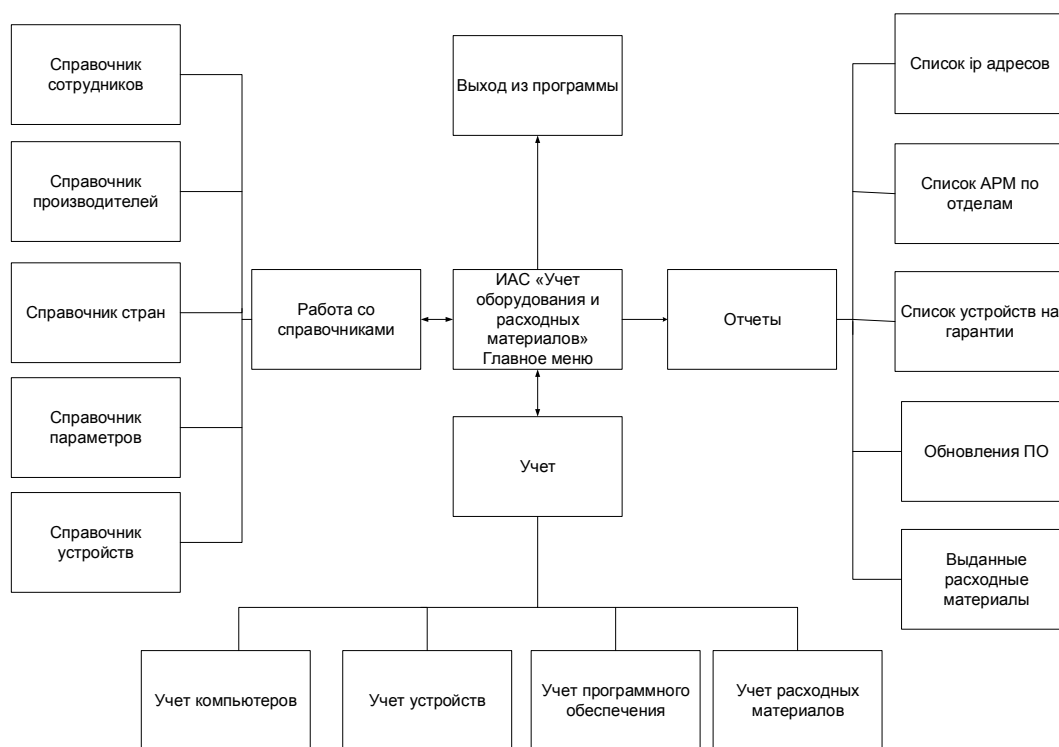 Справочник
сотрудников
Справочник
производителей
Справочник стран
Справочник
параметров
Справочник
устройств
Работа со
справочниками
Выход из программы
ИАС «Учет
оборудования и
расходных
материалов»
Главное меню
Учет
Отчеты
Список ip адресов
Список АРМ по
отделам
Список устройств на
гарантии
Обновления ПО
Выданные
расходные
материалы
Учет компьютеров
Учет устройств
Учет программного
обеспечения
Учет расходных
материалов